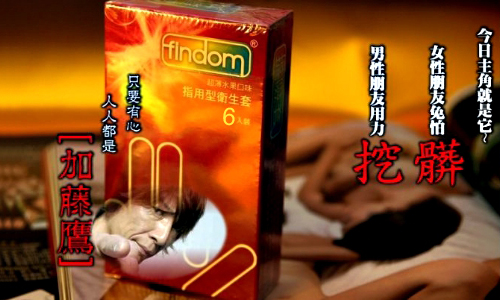 今日主角就是它~
女性朋友免怕髒
男性朋友用力挖
findom®
超薄水果口味
指用型衛生套
6入裝
只要有心
人人都是
[加藤鷹]